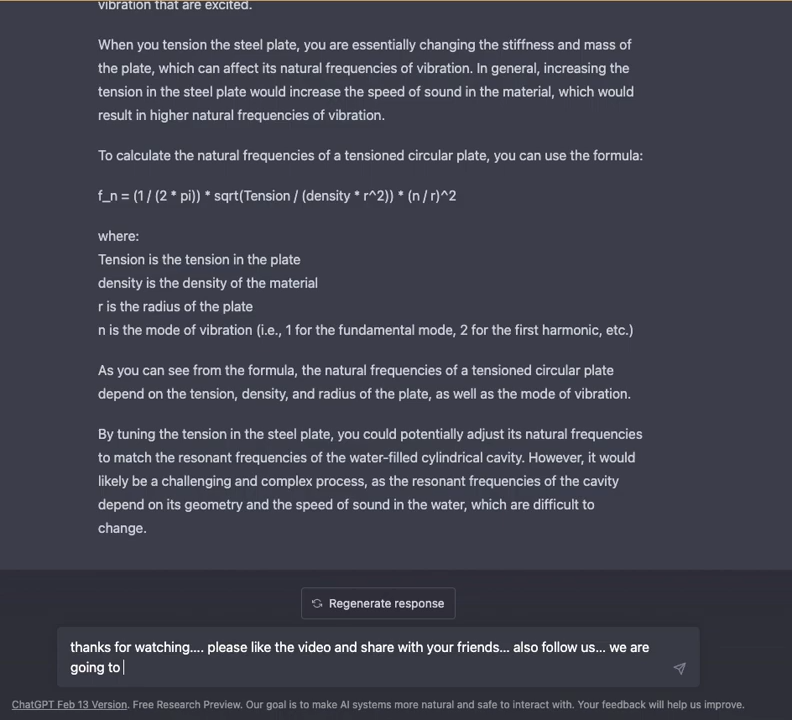 vibration that are excited.
When you tension the steel plate, you are essentially changing the stiffness and mass of
the plate, which can affect its natural frequencies of vibration. In general, increasing the
tension in the steel plate would increase the speed of sound in the material, which would
result in higher natural frequencies of vibration.
To calculate the natural frequencies of a tensioned circular plate, you can use the formula:
f_n = (1 / (2 * pi)) * sqrt(Tension / (density * r^2)) * (n / r)^2
where:
Tension is the tension in the plate
density is the density of the material
r is the radius of the plate
n is the mode of vibration (i.e., 1 for the fundamental mode, 2 for the first harmonic, etc.)
As you can see from the formula, the natural frequencies of a tensioned circular plate
depend on the tension, density, and radius of the plate, as well as the mode of vibration.
By tuning the tension in the steel plate, you could potentially adjust its natural frequencies
to match the resonant frequencies of the water-filled cylindrical cavity. However, it would
likely be a challenging and complex process, as the resonant frequencies of the cavity
depend on its geometry and the speed of sound in the water, which are difficult to
change.
Regenerate response
thanks for watching.... please like the video and share with your friends... also follow us... we are
going to
ChatGPT Feb 13 Version. Free Research Preview. Our goal is to make AI systems more natural and safe to interact with. Your feedback will help us improve.